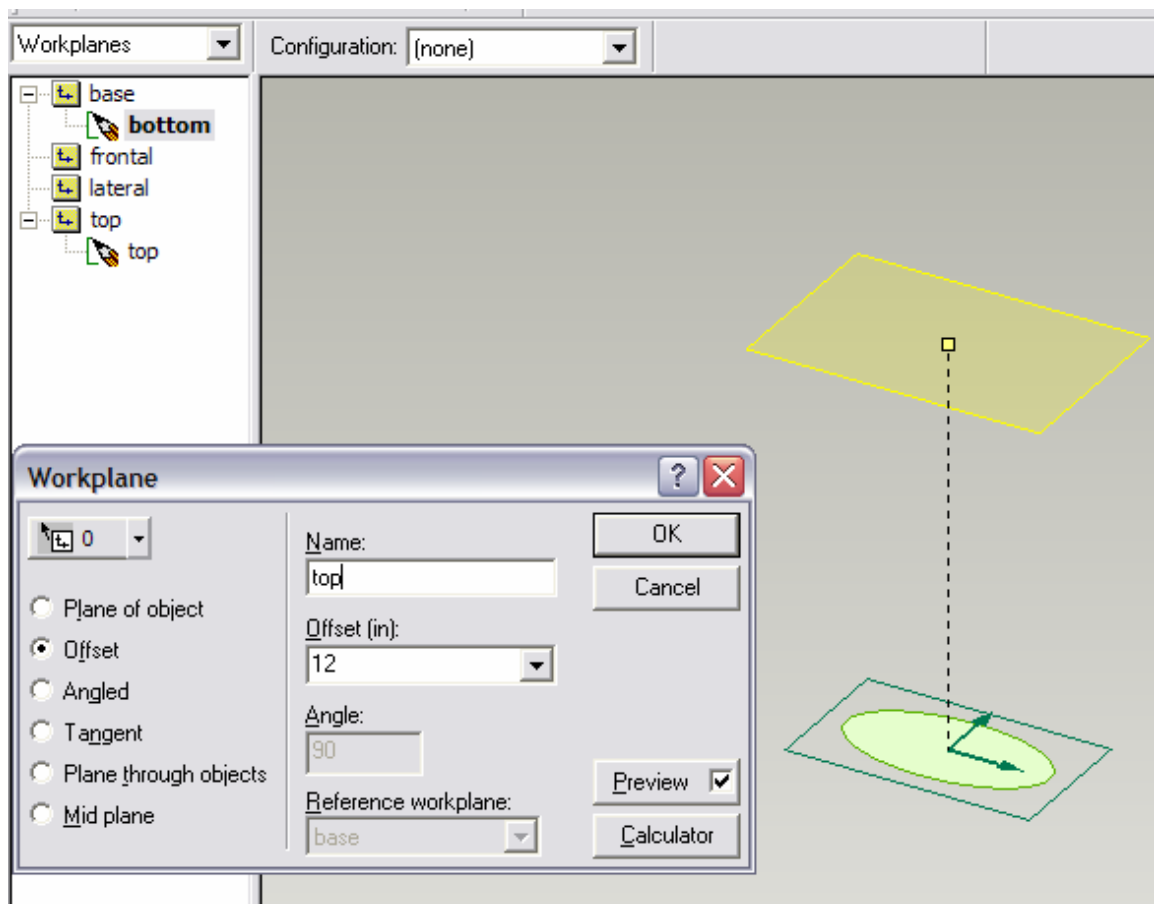 Workplanes
Configuration: (none)
base
bottom
frontal
lateral
top
top
Workplane
?
0
Plane of object
Offset
Angled
Tangent
Plane through objects
Mid plane
Name:
top
Offset (in):
12
Angle:
90
Reference workplane:
base
OK
Cancel
Preview
Calculator